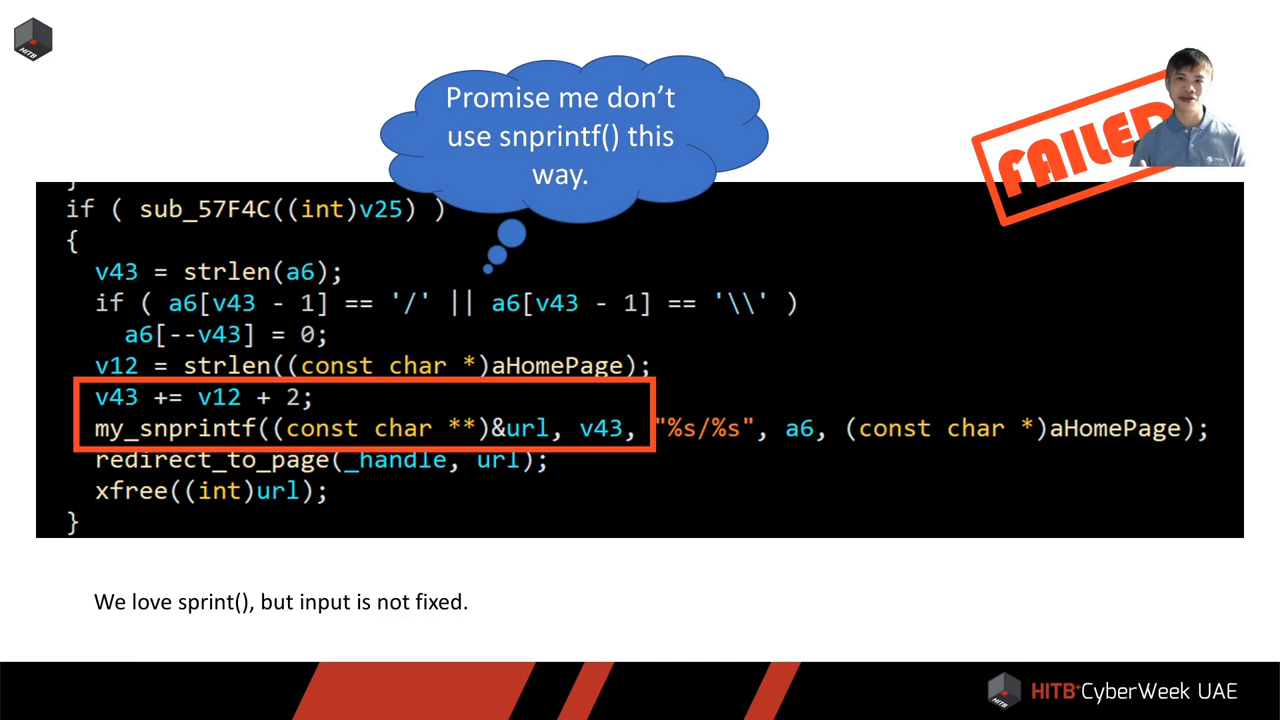 HITB
Promise me don't
use snprintf() this
way.
FAILED
}
if ( sub_57F4C((int)v25) )
{
v43 = strlen(a6);
if ( a6[v43 - 1] == '/' || a6[v43 - 1] == '\\' )
a6[--v43] = 0;
v12 = strlen((const char *)aHomePage);
v43 += v12 + 2;
my_snprintf((const char **)&url, v43, "%s/%s", a6, (const char *)aHomePage);
redirect_to_page(_handle, url);
xfree((int)url);
}
We love sprint(), but input is not fixed.
HITB+CyberWeek UAE